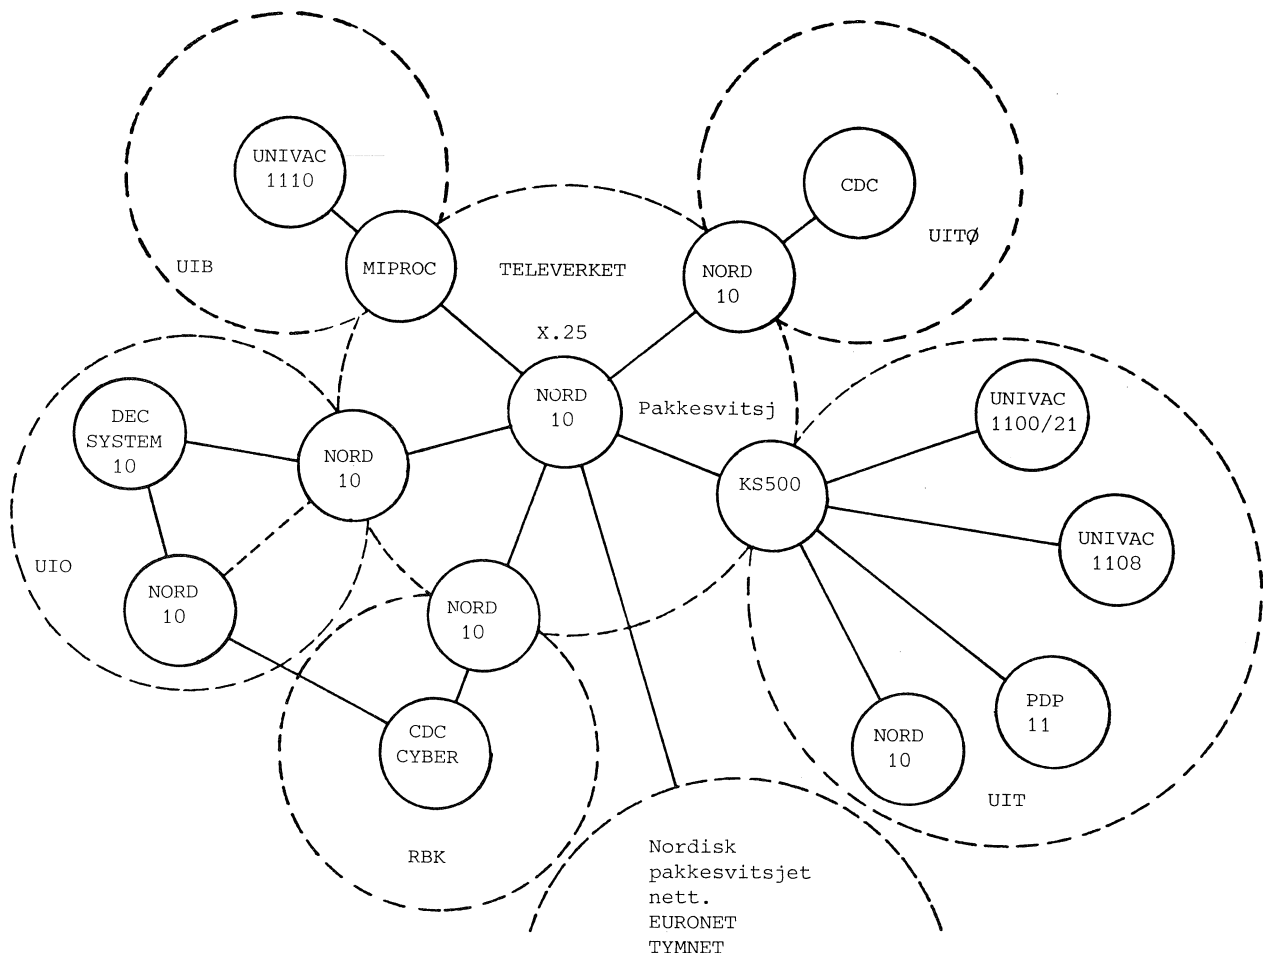 UNIVAC
1110
UIB
MIPROC
TELEVERKET
X.25
CDC
UITØ
NORD
10
NORD
10
Pakkesvitsj
DEC
SYSTEM
10
NORD
10
UIO
NORD
10
NORD
10
CDC
CYBER
RBK
KS500
UNIVAC
1100/21
UNIVAC
1108
PDP
11
NORD
10
UIT
Nordisk
pakkesvitsjet
nett.
EURONET
TYMNET